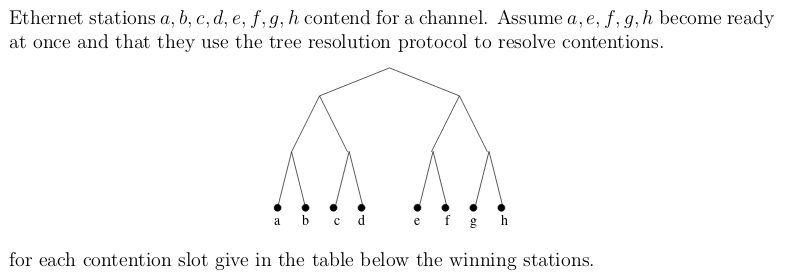 Ethernet stations a, b, c, d, e, f, g, h contend for a channel. Assume a, e, f, g, h become ready
at once and that they use the tree resolution protocol to resolve contentions.
a b c d e f g h
for each contention slot give in the table below the winning stations.